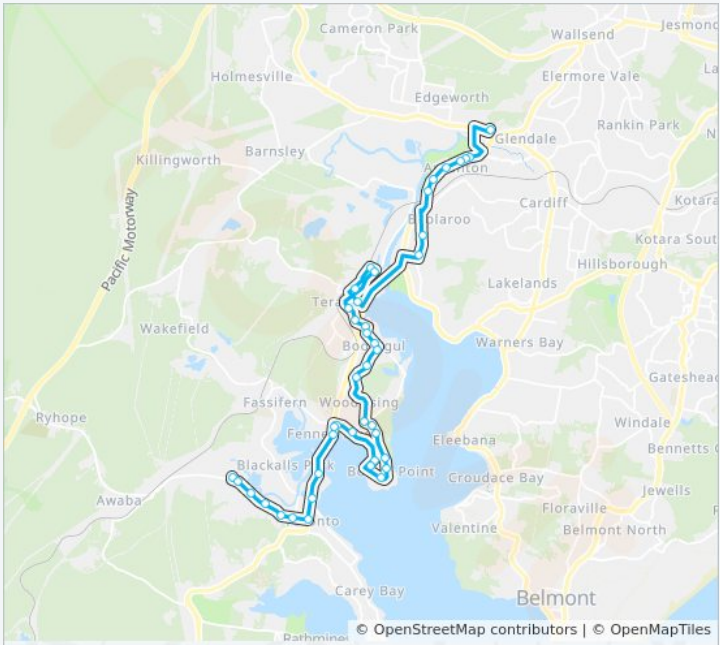 Cameron Park
Wallsend
Jesmond
Holmesville
Elermore Vale
Edgeworth
Rankin Park
Glendale
Killingworth
Barnsley
Cardiff
Kotara
Pacific Motorway
Kotara South
Hillsborough
Lakelands
Wakefield
Warners Bay
Gateshead
Fassifern
Ryhope
Windale
Eleebana
Bennetts
Blackalls P k
Croudace Bay
Jewells
Awaba
Floraville
Valentine
Belmont North
Carey Bay
Belmont
© OpenStreetMap contributors | © OpenMapTiles